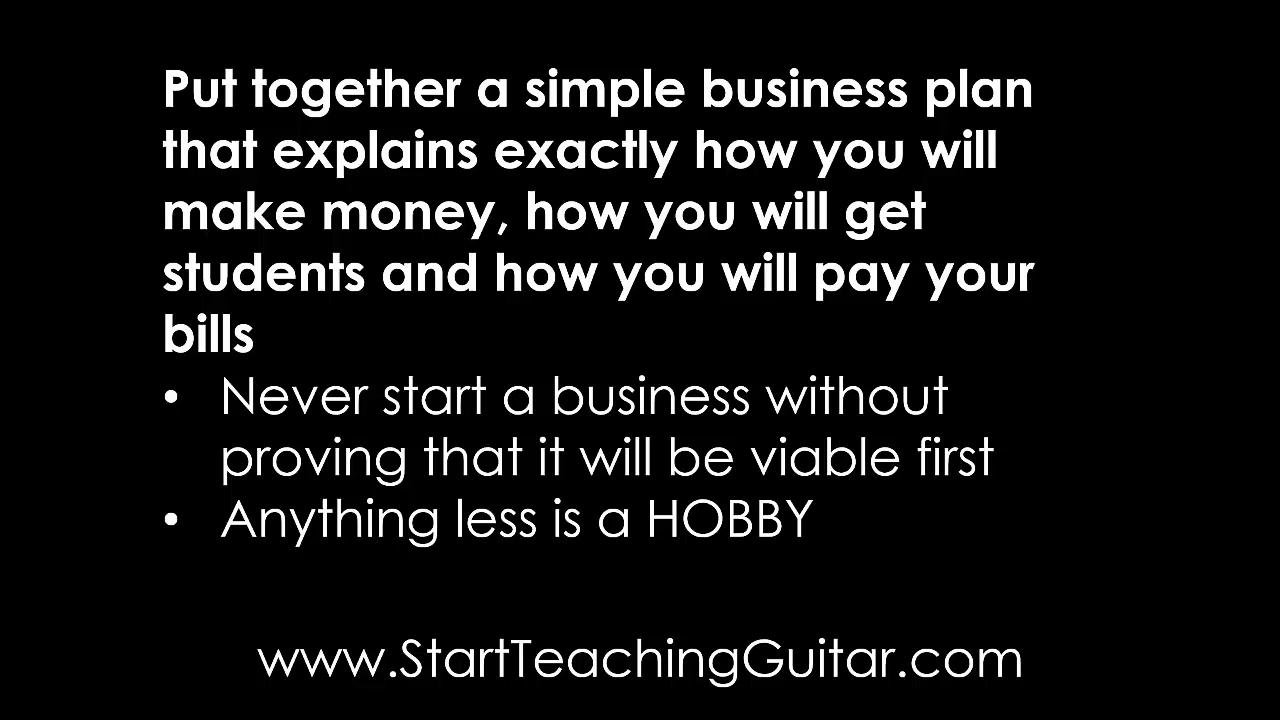 Put together a simple business plan
that explains exactly how you will
make money, how you will get
students and how you will pay your
bills
• Never start a business without
proving that it will be viable first
• Anything less is a HOBBY
www.StartTeachingGuitar.com